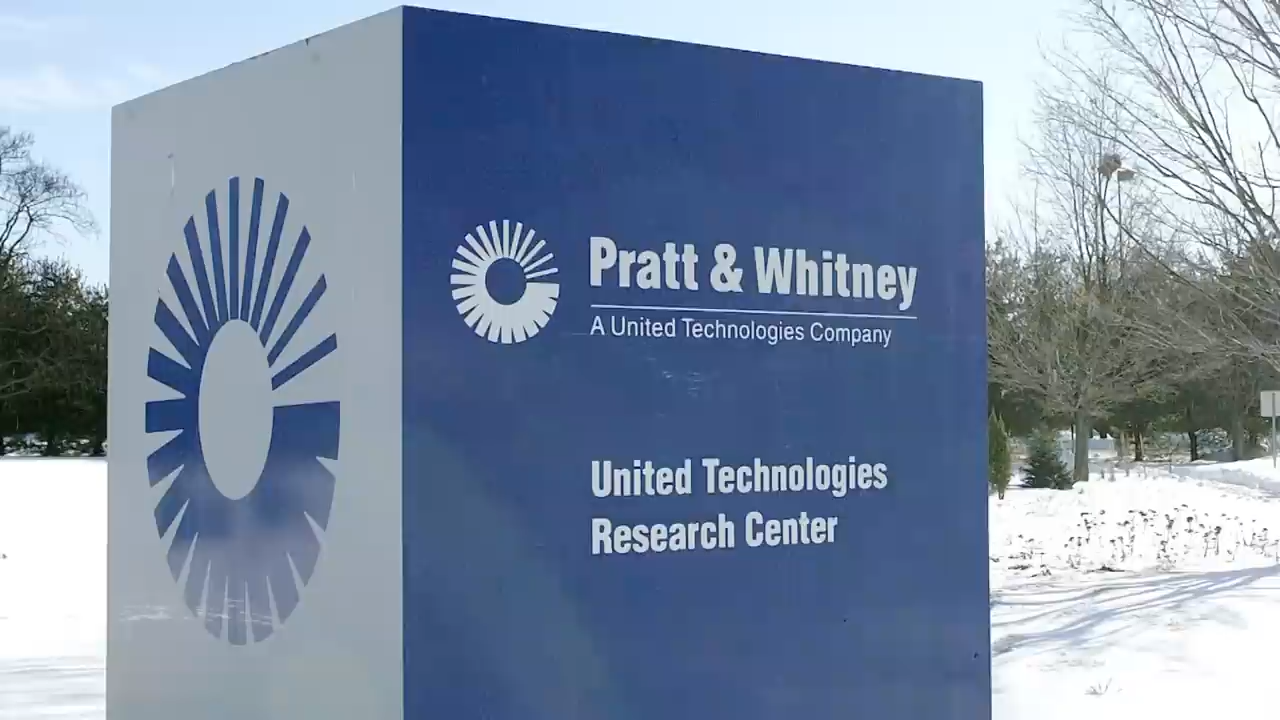 Pratt & Whitney
A United Technologies Company
United Technologies
Research Center